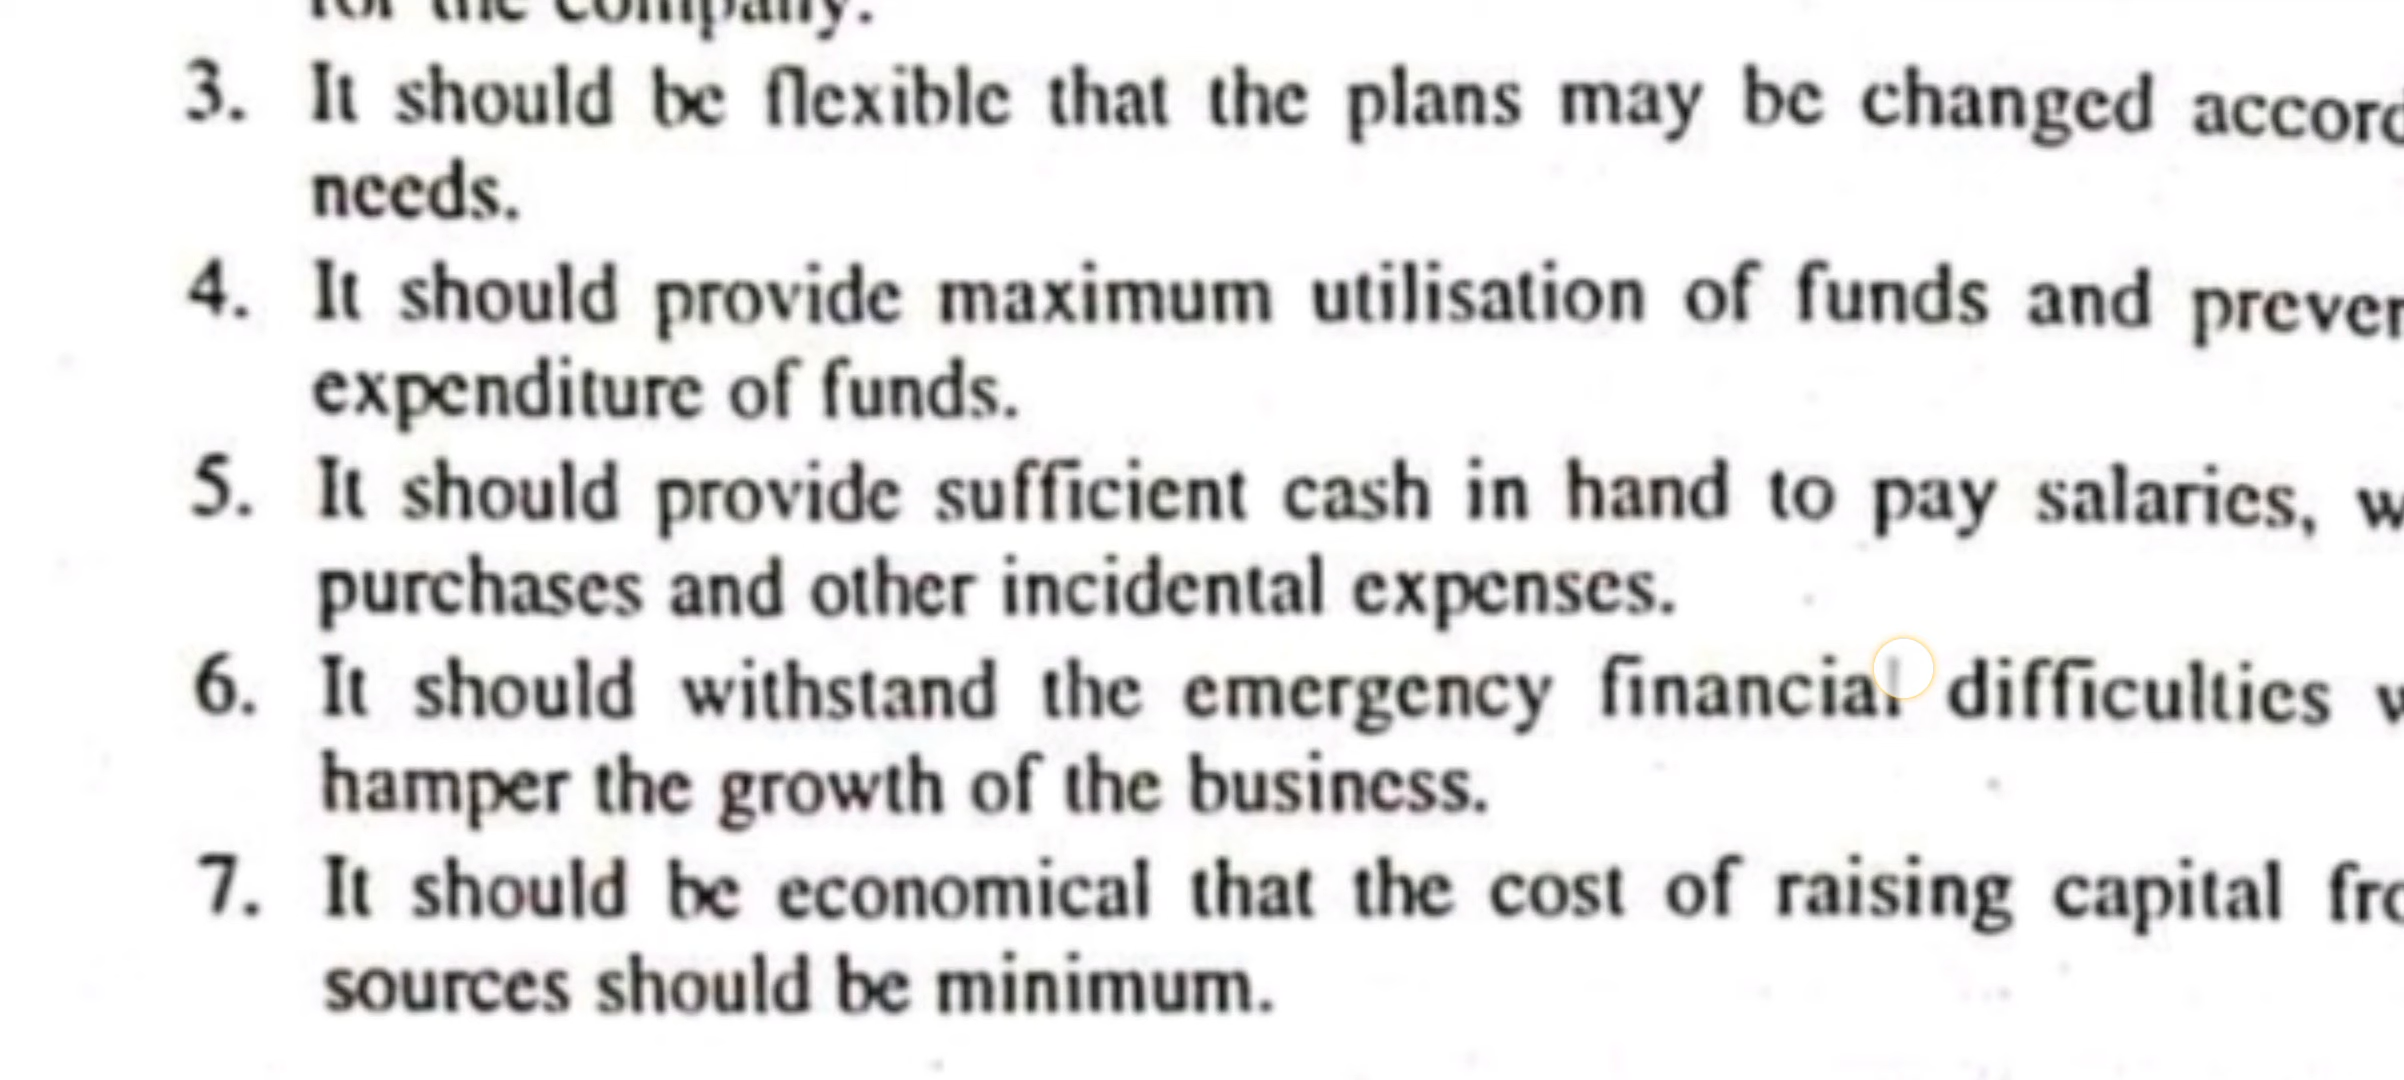 for the company.
3. It should be flexible that the plans may be changed
needs.
4. It should provide maximum utilisation of funds and
expenditure of funds.
5. It should provide sufficient cash in hand to pay salaries,
purchases and other incidental expenses.
6. It should withstand the emergency financial difficulties
hamper the growth of the business.
7. It should be economical that the cost of raising capital
sources should be minimum.